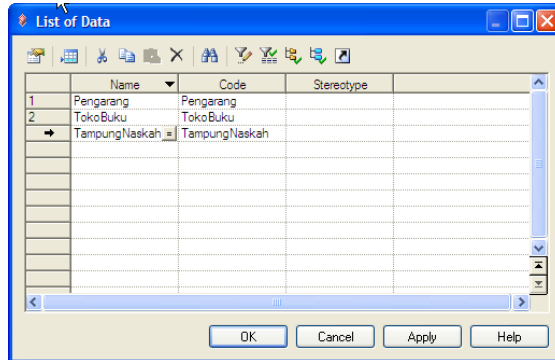 List of Data
Name Code Stereotype
1 Pengarang Pengarang
2 TokoBuku TokoBuku
TampungNaskah = TampungNaskah
OK Cancel Apply Help